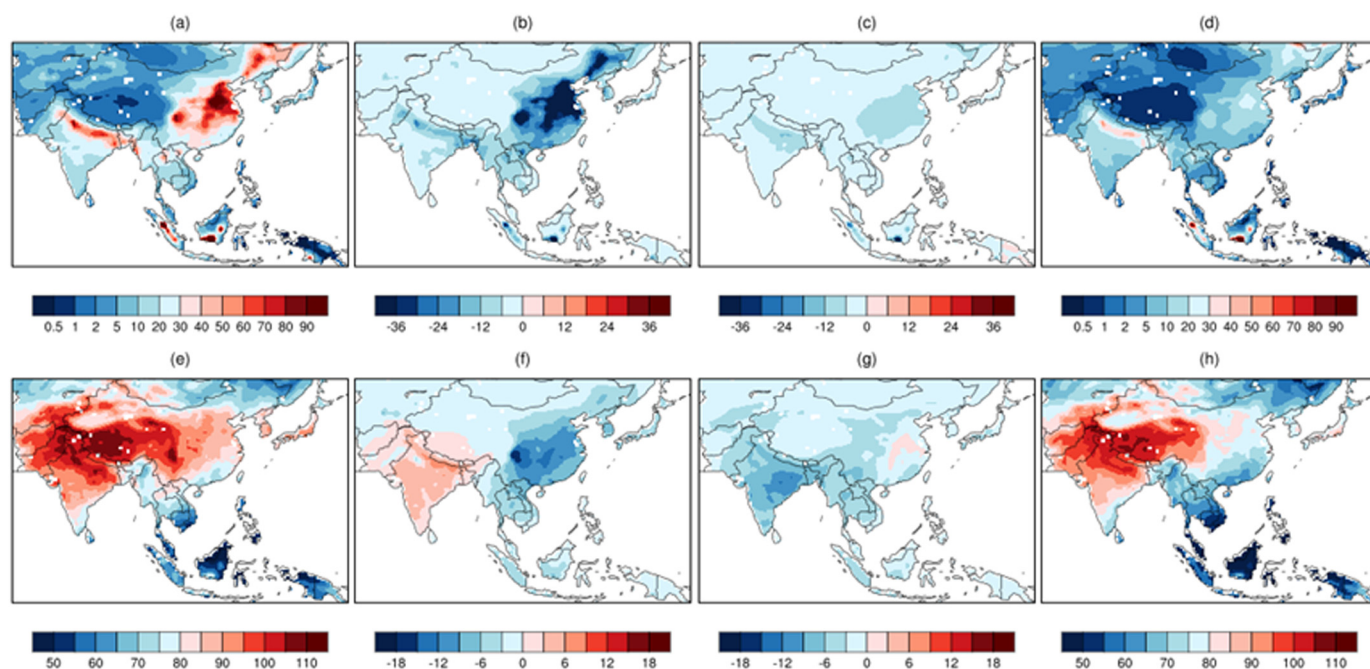 (a) (b) (c) (d)
0.5 1 2 5 10 20 30 40 50 60 70 80 90 -36 -24 -12 0 12 24 36 -36 -24 -12 0 12 24 36 0.5 1 2 5 10 20 30 40 50 60 70 80 90
(e) (f) (g) (h)
50 60 70 80 90 100 110 -18 -12 -6 0 6 12 18 -18 -12 -6 0 6 12 18 50 60 70 80 90 100 110